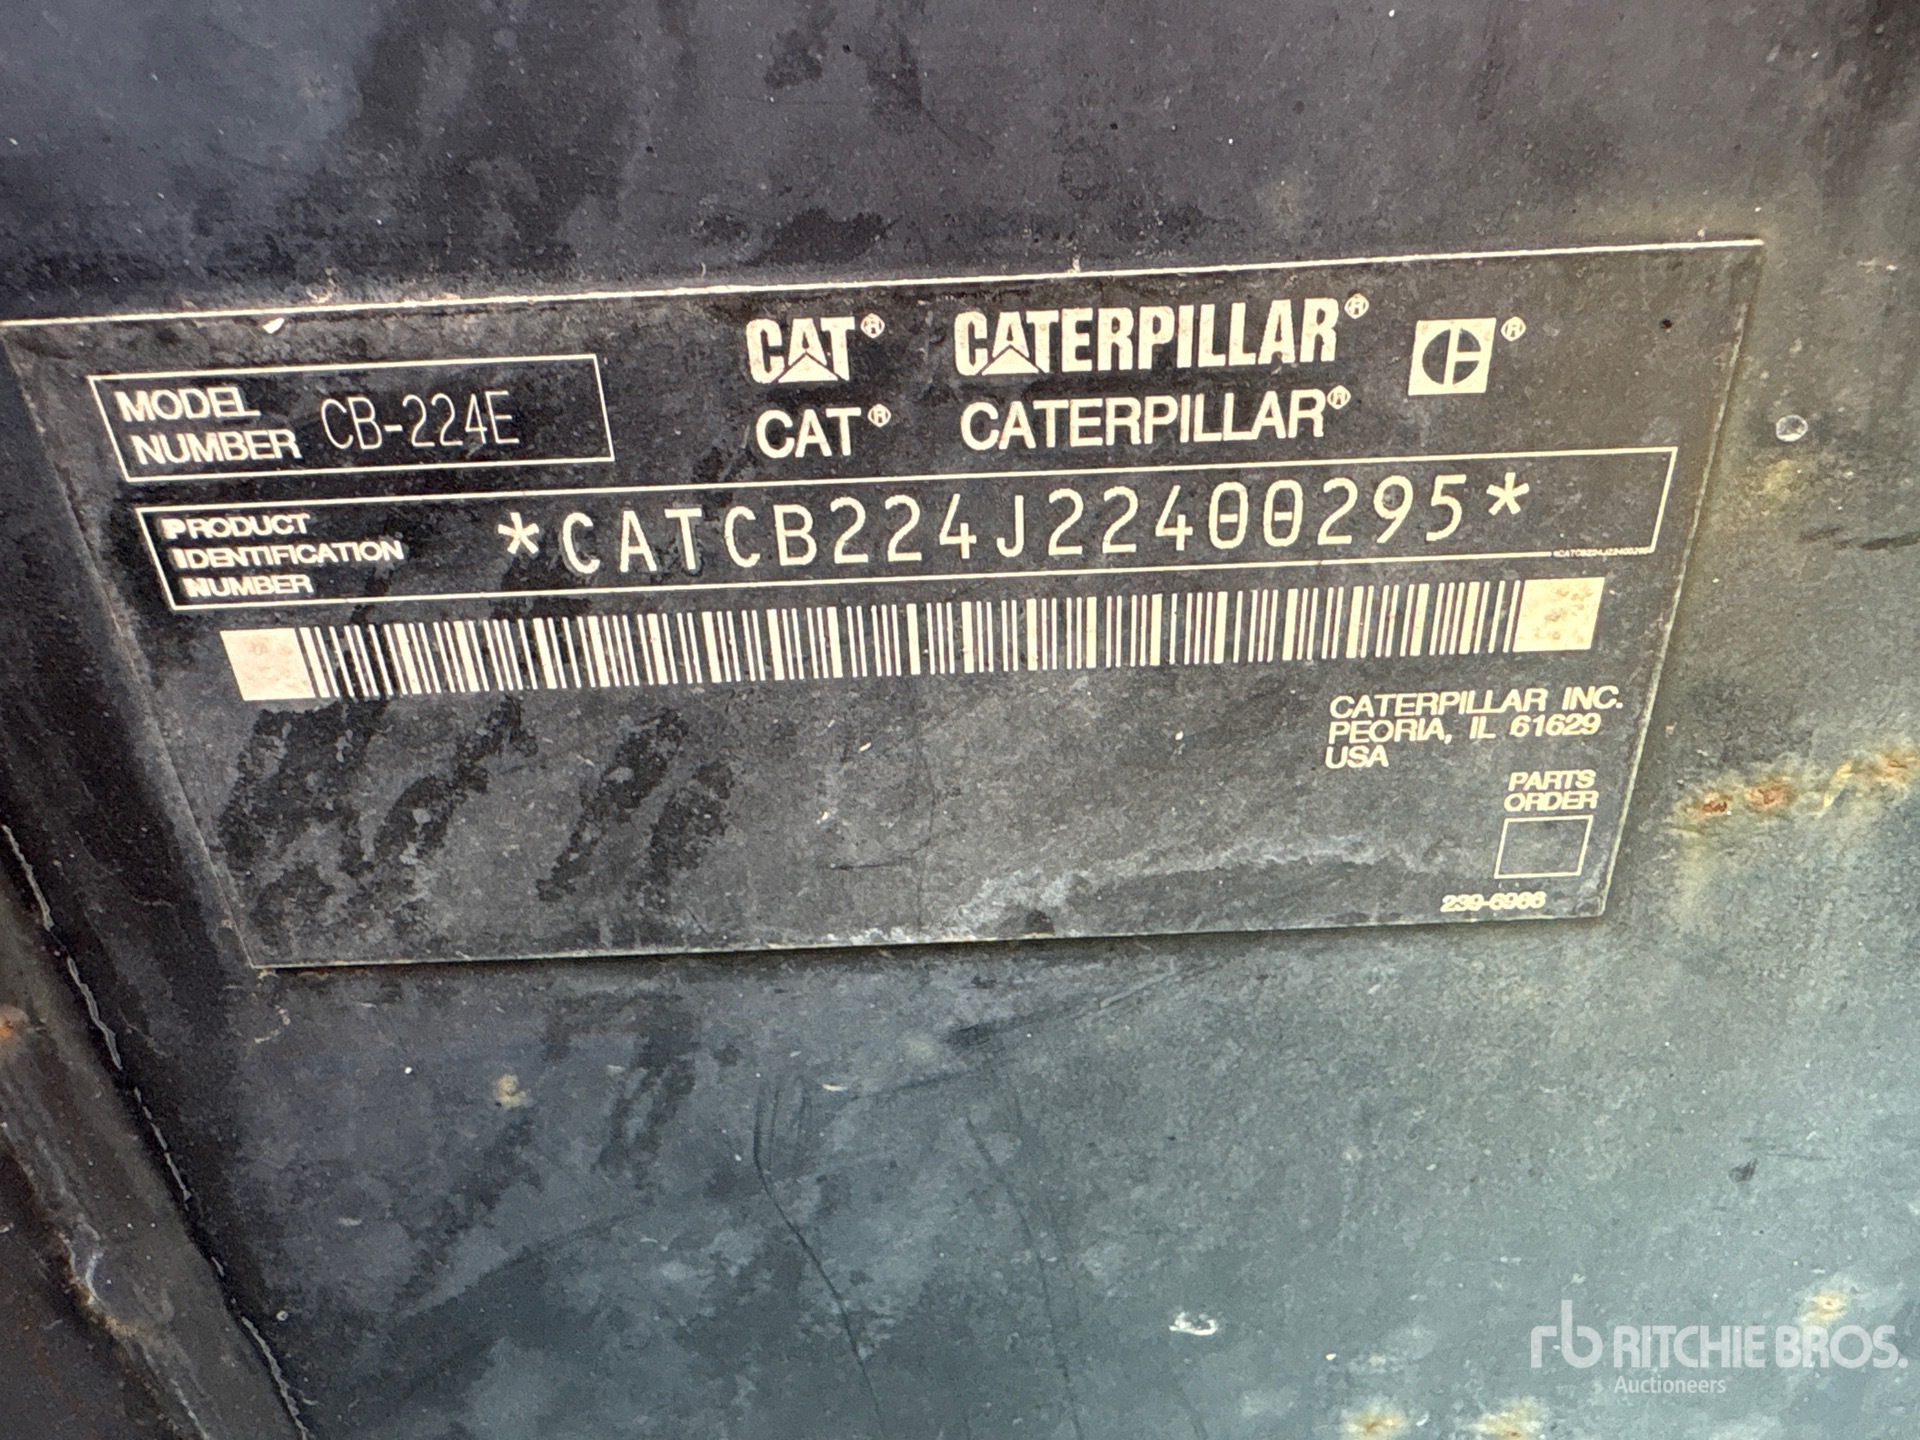 CAT® CATERPILLAR® ®
CAT® CATERPILLAR®
MODEL
NUMBER CB-224E
PRODUCT
IDENTIFICATION
NUMBER
*CATCB224J22400295*
CATERPILLAR INC.
PEORIA, IL 61629
USA
PARTS
ORDER
239-6966
rb RITCHIE BROS.
Auctioneers